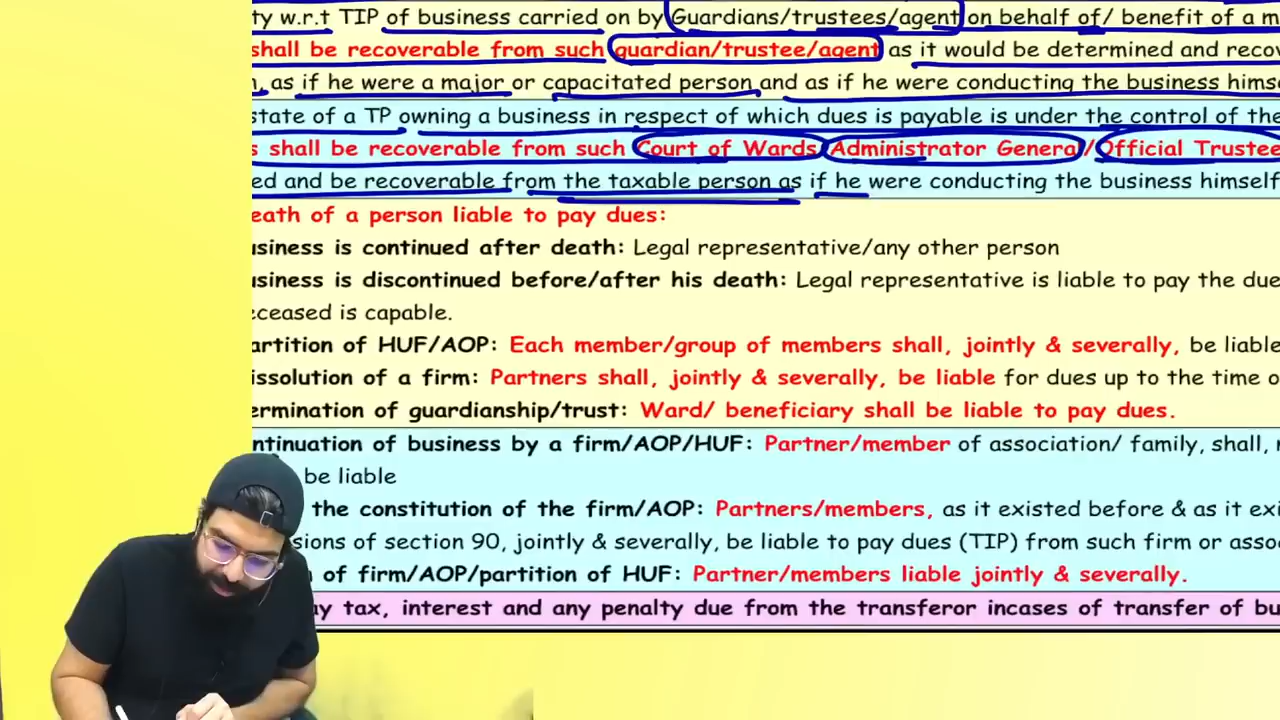 ty w.r.t TIP of business carried on by Guardians/trustees/agent on behalf of/ benefit of a m
shall be recoverable from such guardian/trustee/agent as it would be determined and recov
n, as if he were a major or capacitated person and as if he were conducting the business himse
state of a TP owning a business in respect of which dues is payable is under the control of the
s shall be recoverable from such Court of Wards/Administrator General/Official Trustee
ed and be recoverable from the taxable person as if he were conducting the business himself
eath of a person liable to pay dues:
usiness is continued after death: Legal representative/any other person
usiness is discontinued before/after his death: Legal representative is liable to pay the due
eceased is capable.
artition of HUF/AOP: Each member/group of members shall, jointly & severally, be liable
issolution of a firm: Partners shall, jointly & severally, be liable for dues up to the time o
ermination of guardianship/trust: Ward/ beneficiary shall be liable to pay dues.
ntinuation of business by a firm/AOP/HUF: Partner/member of association/ family, shall,
be liable
the constitution of the firm/AOP: Partners/members, as it existed before & as it exi
sions of section 90, jointly & severally, be liable to pay dues (TIP) from such firm or asso
of firm/AOP/partition of HUF: Partner/members liable jointly & severally.
ay tax, interest and any penalty due from the transferor incases of transfer of bu